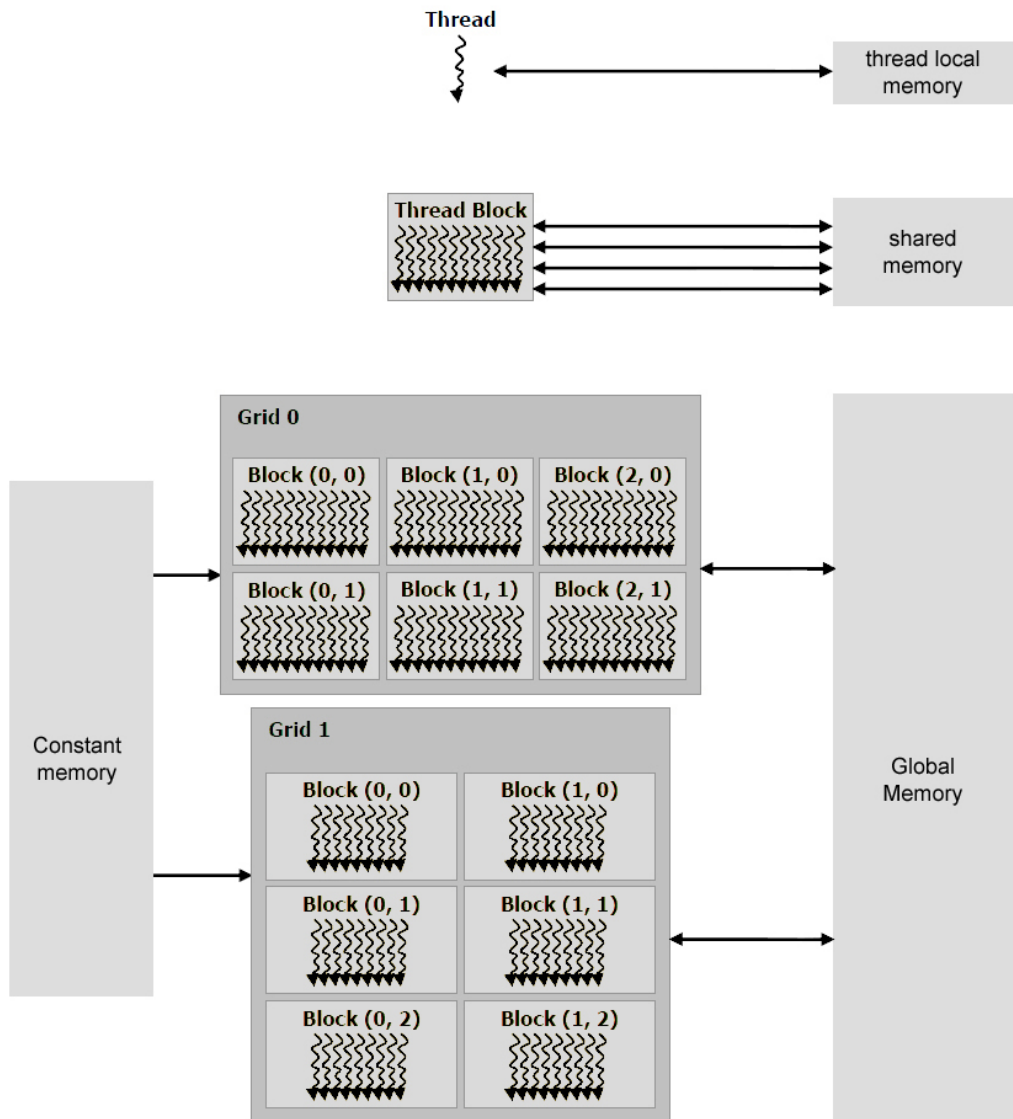 Thread
thread local
memory
Thread Block
shared
memory
Grid 0
Block (0, 0)
Block (1, 0)
Block (2, 0)
Block (0, 1)
Block (1, 1)
Block (2, 1)
Constant
memory
Grid 1
Block (0, 0)
Block (1, 0)
Block (0, 1)
Block (1, 1)
Block (0, 2)
Block (1, 2)
Global
Memory